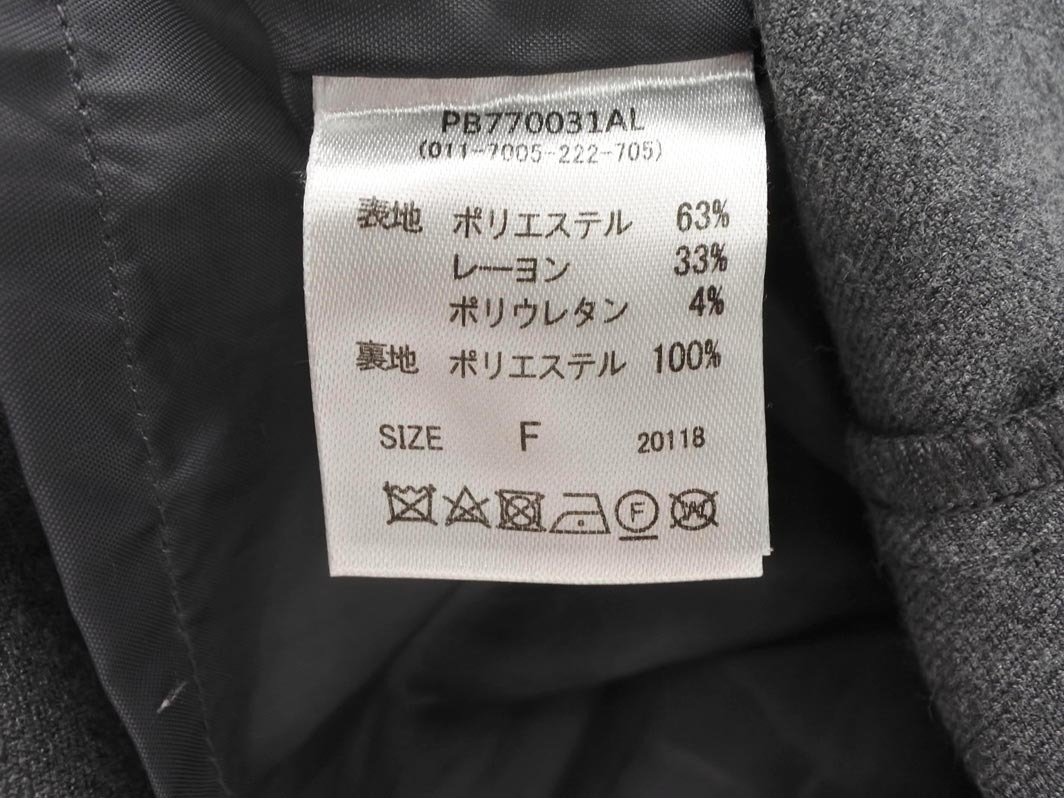 PB770031AL
(011-7005-222-705)
表地 ポリエステル 63%
レーヨン 33%
ポリウレタン 4%
裏地 ポリエステル 100%
SIZE F 20118
F W